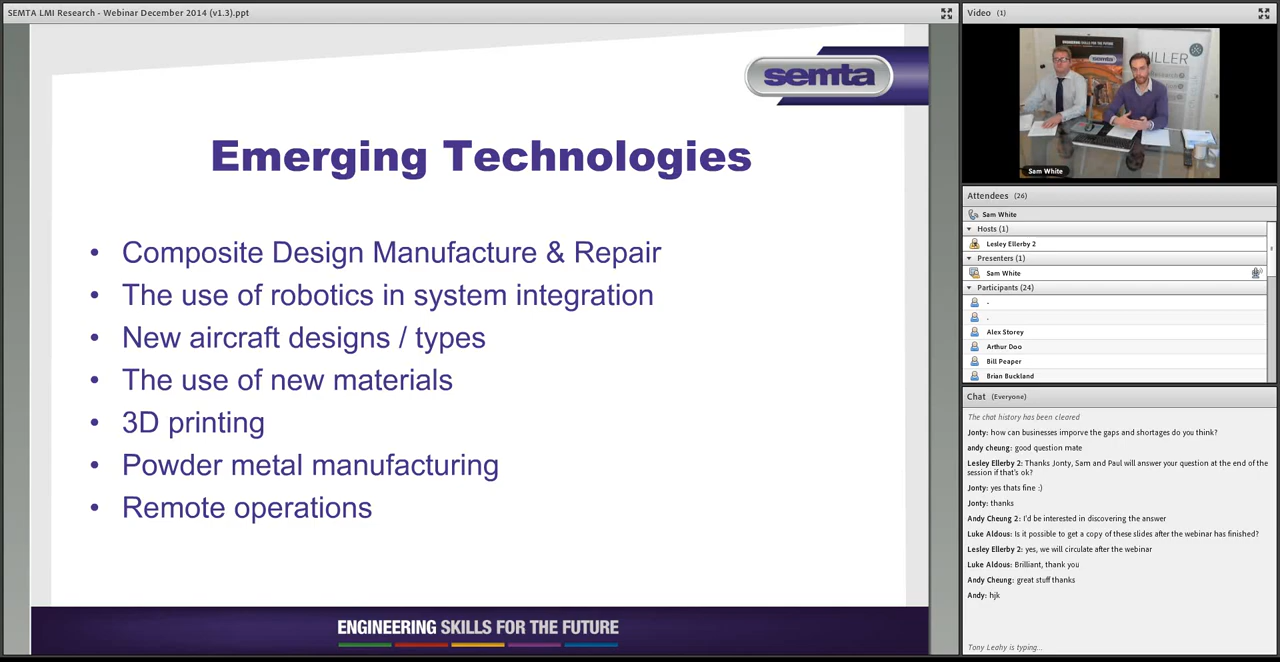 SEMTA LMI Research - Webinar December 2014 (v1.3).ppt
semta
Emerging Technologies
• Composite Design Manufacture & Repair
• The use of robotics in system integration
• New aircraft designs / types
• The use of new materials
• 3D printing
• Powder metal manufacturing
• Remote operations
ENGINEERING SKILLS FOR THE FUTURE
Video (1)
ENGINEERING SKILLS FOR THE FUTURE
semta
MILLER
Sam White
Attendees (26)
Sam White
Hosts (1)
Lesley Ellerby 2
Presenters (1)
Sam White
Participants (24)
-
.
Alex Storey
Arthur Doo
Bill Peaper
Brian Buckland
Chat (Everyone)
The chat history has been cleared
Jonty: how can businesses imporve the gaps and shortages do you think?
andy cheung: good question mate
Lesley Ellerby 2: Thanks Jonty, Sam and Paul will answer your question at the end of the
session if that's ok?
Jonty: yes thats fine :)
Jonty: thanks
Andy Cheung 2: I'd be interested in discovering the answer
Luke Aldous: Is it possible to get a copy of these slides after the webinar has finished?
Lesley Ellerby 2: yes, we will circulate after the webinar
Luke Aldous: Brilliant, thank you
Andy Cheung: great stuff thanks
Andy: hjk
Tony Leahy is typing...